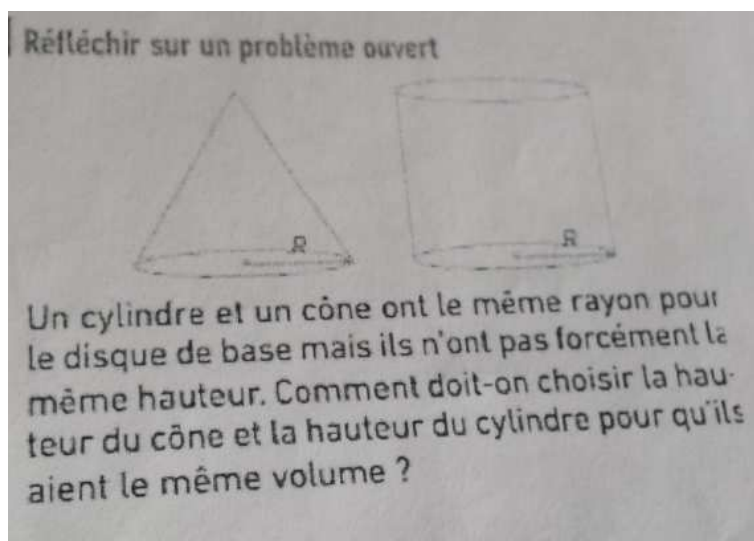 Réfléchir sur un problème ouvert
R
R
Un cylindre et un cône ont le même rayon pour
le disque de base mais ils n'ont pas forcément la
même hauteur. Comment doit-on choisir la hau-
teur du cône et la hauteur du cylindre pour qu'ils
aient le même volume ?